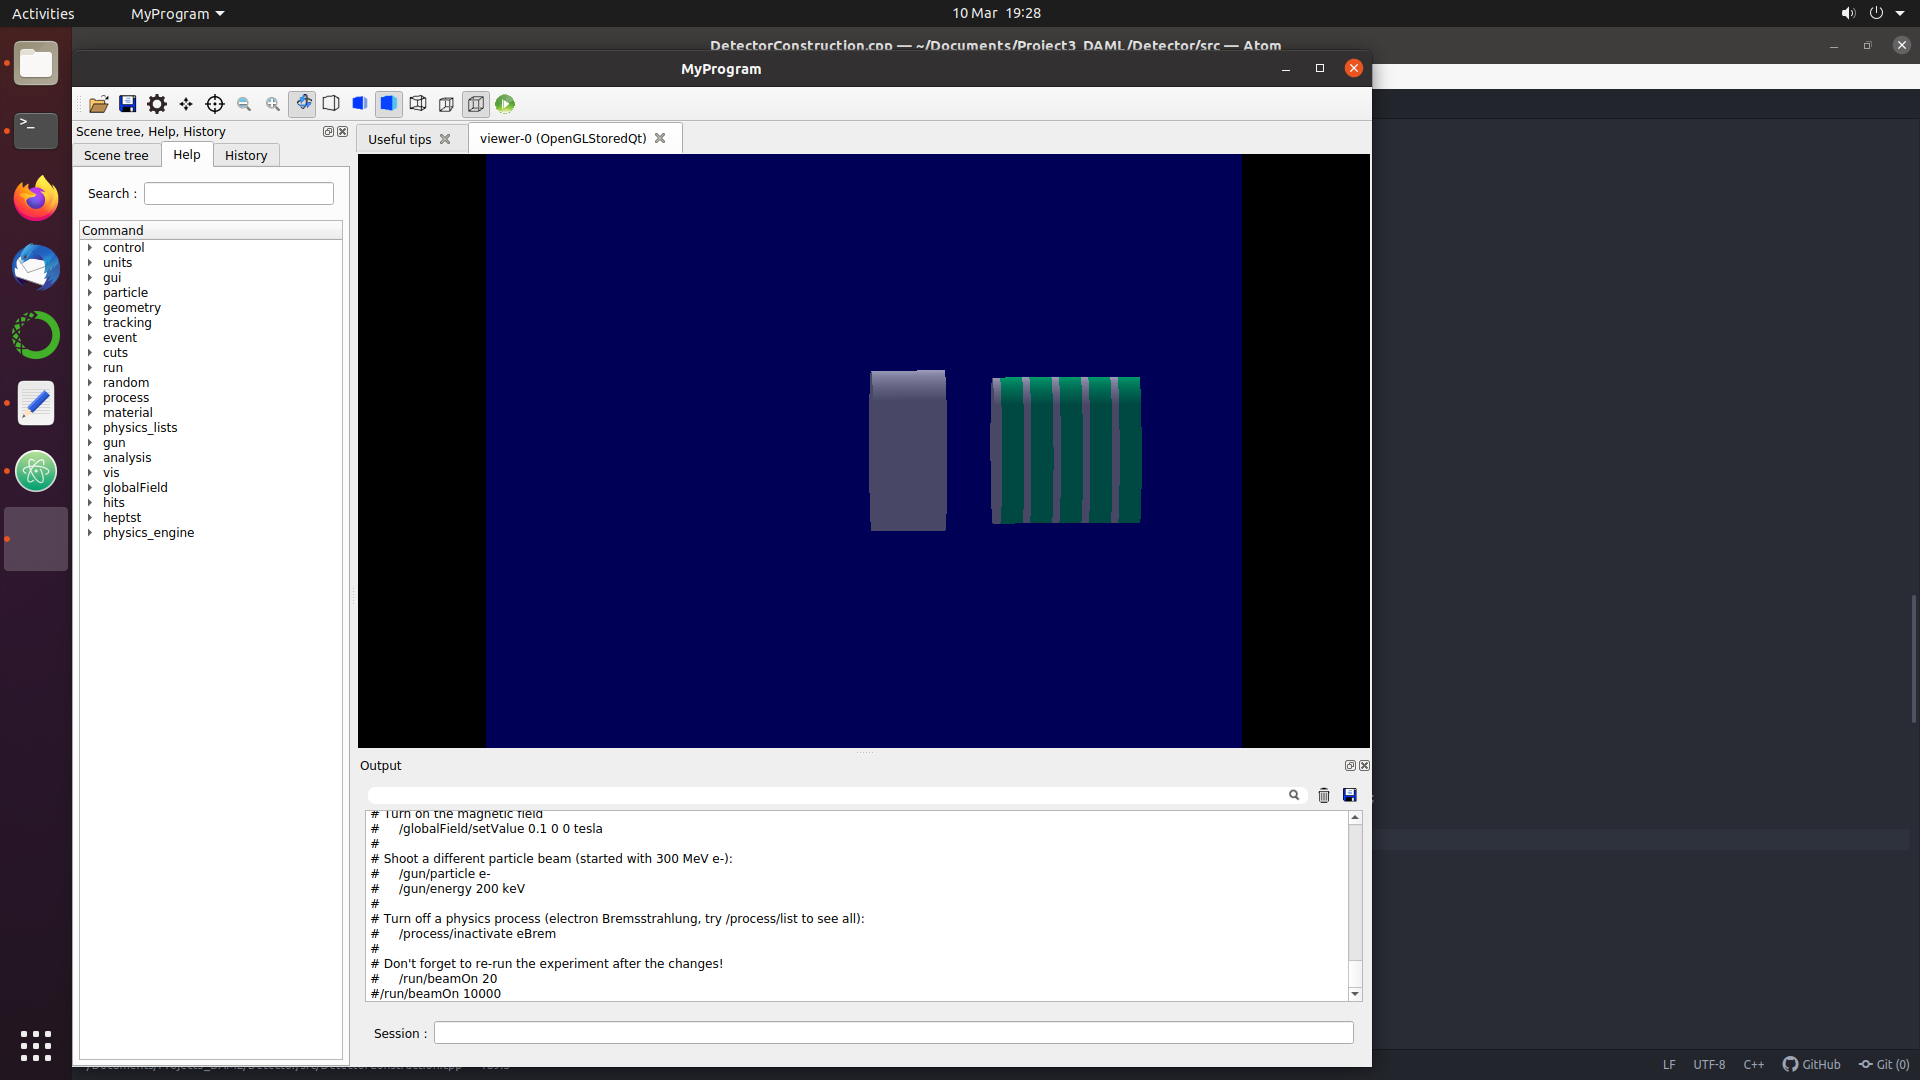 Activities
MyProgram
10 Mar 19:28
DetectorConstruction.cpp — ~/Documents/Project3_DAML/Detector/src — Atom
MyProgram
Scene tree, Help, History
Useful tips
viewer-0 (OpenGLStoredQt)
Scene tree
Help
History
Search :
Command
control
units
gui
particle
geometry
tracking
event
cuts
run
random
process
material
physics_lists
gun
analysis
vis
globalField
hits
heptst
physics_engine
Output
# Turn on the magnetic field
# /globalField/setValue 0.1 0 0 tesla
#
# Shoot a different particle beam (started with 300 MeV e-):
# /gun/particle e-
# /gun/energy 200 keV
#
# Turn off a physics process (electron Bremsstrahlung, try /process/list to see all):
# /process/inactivate eBrem
#
# Don't forget to re-run the experiment after the changes!
# /run/beamOn 20
#/run/beamOn 10000
Session :
LF
UTF-8
C++
GitHub
Git (0)